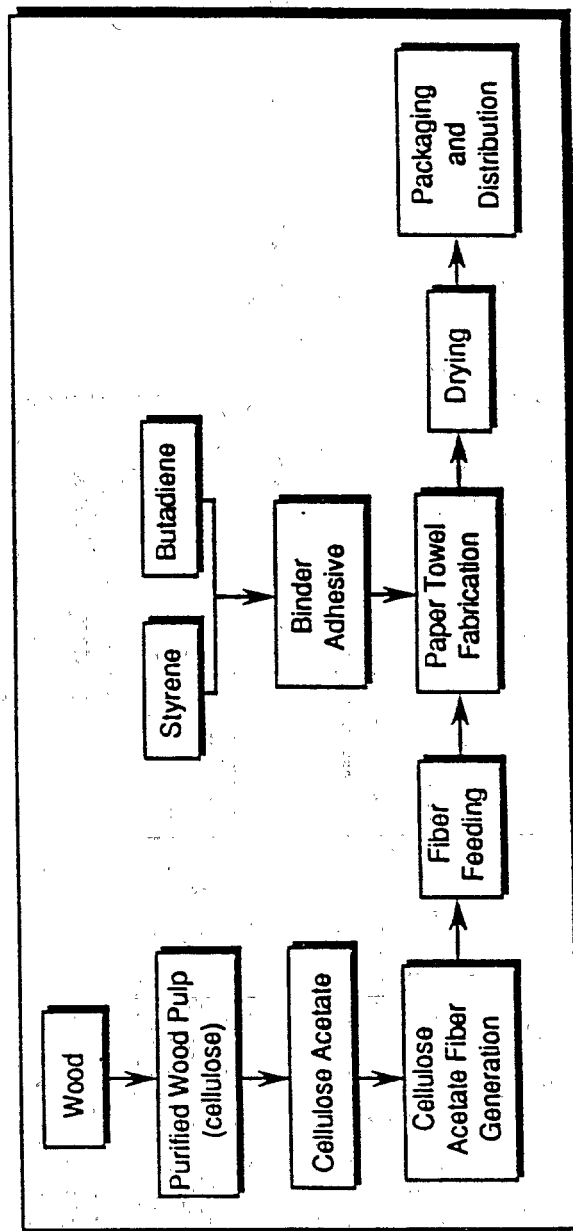 Wood
Purified Wood Pulp
(cellulose)
Cellulose Acetate
Cellulose
Acetate Fiber
Generation
Fiber
Feeding
Styrene
Butadiene
Binder
Adhesive
Paper Towel
Fabrication
Drying
Packaging
and
Distribution